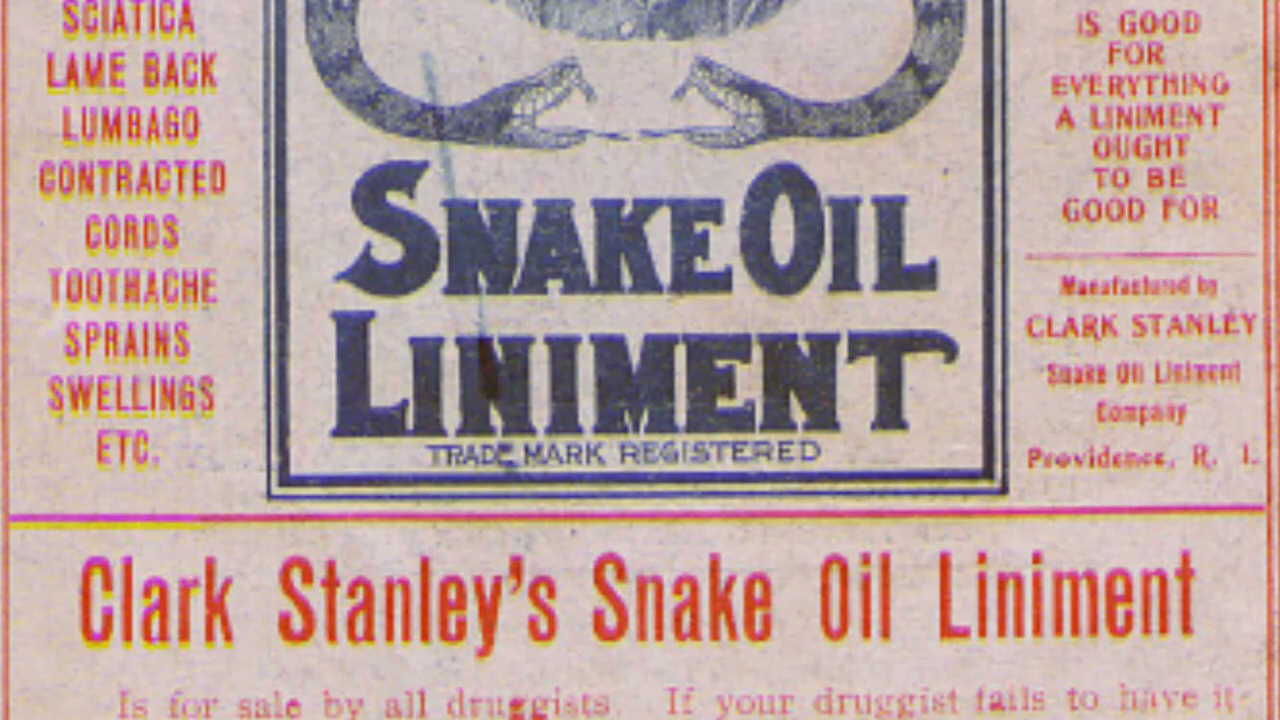 SCIATICA
LAME BACK
LUMBAGO
CONTRACTED
CORDS
TOOTHACHE
SPRAINS
SWELLINGS
ETC.
SNAKE OIL
LINIMENT
TRADE MARK REGISTERED
IS GOOD
FOR
EVERYTHING
A LINIMENT
OUGHT
TO BE
GOOD FOR
Manufactured by
CLARK STANLEY
Snake Oil Liniment
Company
Providence, R. I.
Clark Stanley's Snake Oil Liniment
Is for sale by all druggists. If your druggist fails to have it-